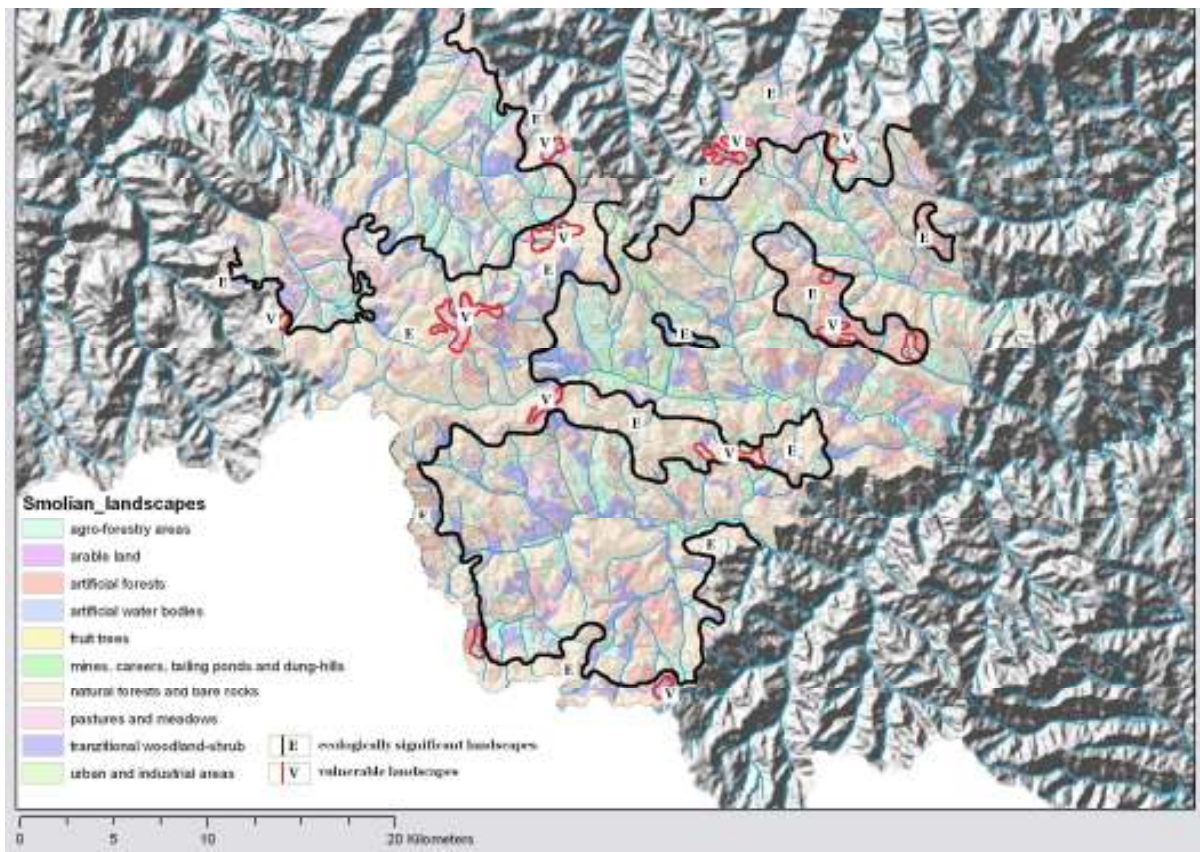 E
V
E
V
V
E
E
V
E
E
E
V
E
V
E
E
V
V
E
V
E
E
E
V
Smolian_landscapes
agro-forestry areas
arable land
artificial forests
artificial water bodies
fruit trees
mines, careers, tailing ponds and dung-hills
natural forests and bare rocks
pastures and meadows
tranzitional woodland-shrub
urban and industrial areas
E ecologically significant landscapes
V vulnerable landscapes
0 5 10 20 Kilometers